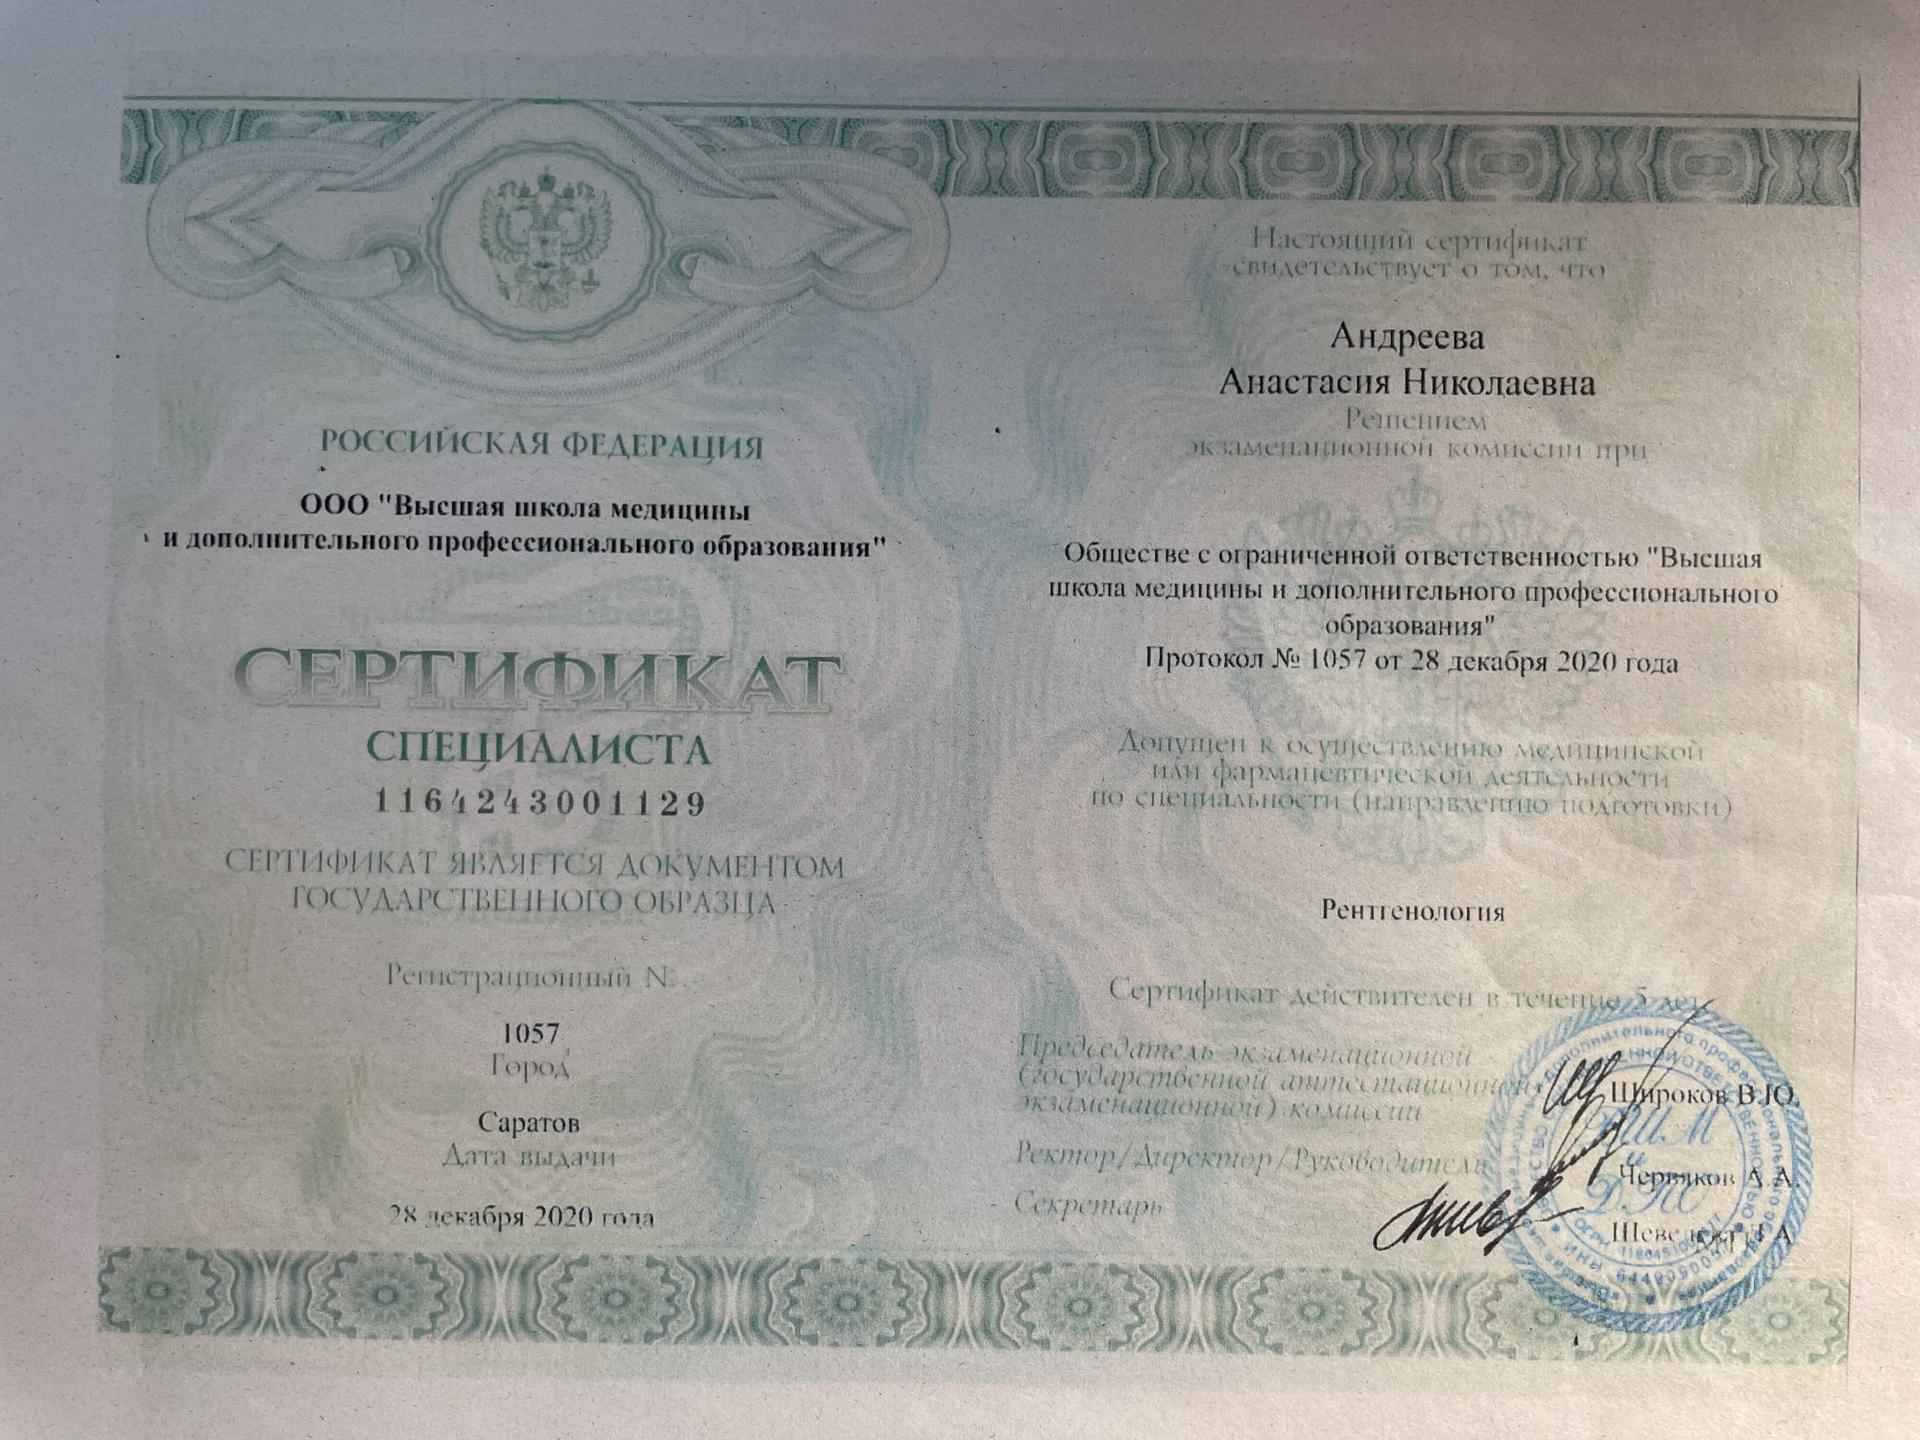 РОССИЙСКАЯ ФЕДЕРАЦИЯ
ООО "Высшая школа медицины
и дополнительного профессионального образования"
СЕРТИФИКАТ
СПЕЦИАЛИСТА
1164243001129
СЕРТИФИКАТ ЯВЛЯЕТСЯ ДОКУМЕНТОМ
ГОСУДАРСТВЕННОГО ОБРАЗЦА
Регистрационный N
1057
Город
Саратов
Дата выдачи
28 декабря 2020 года
Настоящий сертификат
свидетельствует о том, что
Андреева
Анастасия Николаевна
Решением
экзаменационной комиссии при
Обществе с ограниченной ответственностью "Высшая
школа медицины и дополнительного профессионального
образования"
Протокол № 1057 от 28 декабря 2020 года
Допущен к осуществлению медицинской
или фармацевтической деятельности
по специальности (направлению подготовки)
Рентгенология
Сертификат действителен в течение 5 лет
Председатель экзаменационной
(государственной аттестационной
экзаменационной) комиссии
Широков В.Ю.
Ректор/Директор/Руководитель
Червяков А.А.
Секретарь